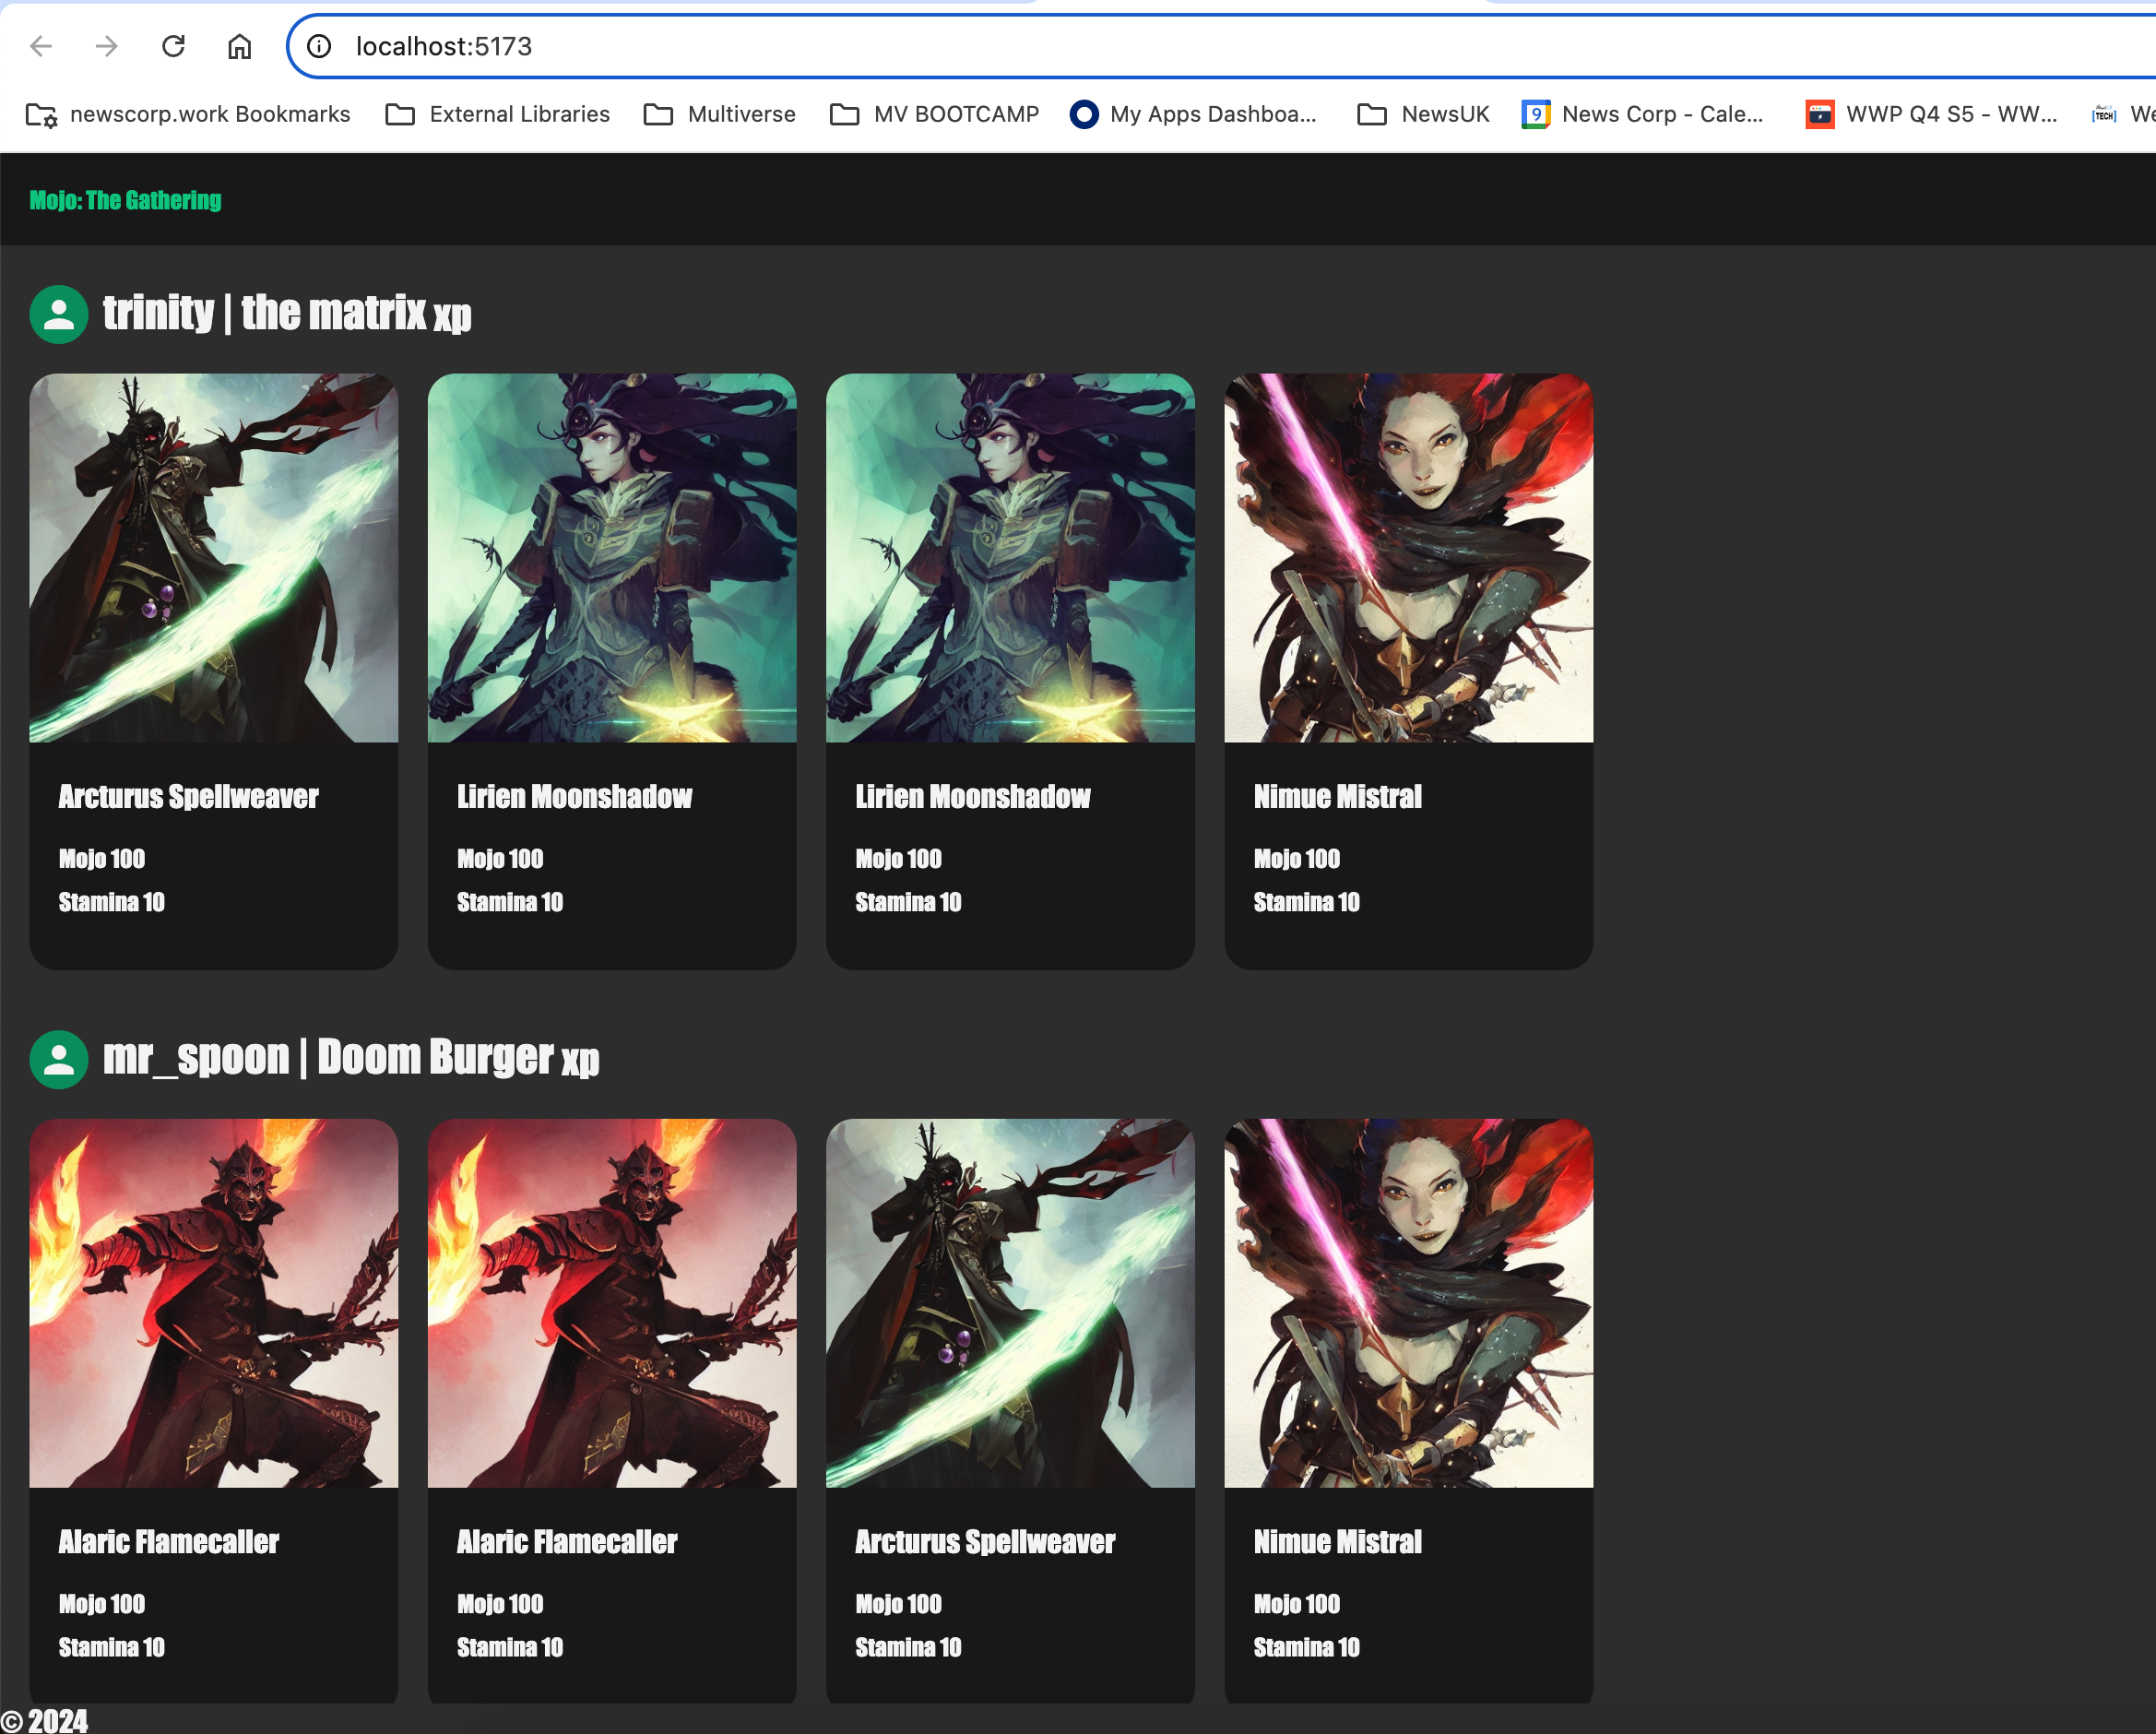 localhost:5173
newscorp.work Bookmarks External Libraries Multiverse MV BOOTCAMP My Apps Dashboa... NewsUK 9 News Corp - Cale... WWP Q4 S5 - WW... [TECH] We
Mojo: The Gathering
trinity | the matrix xp
Arcturus Spellweaver Lirien Moonshadow Lirien Moonshadow Nimue Mistral
Mojo 100 Mojo 100 Mojo 100 Mojo 100
Stamina 10 Stamina 10 Stamina 10 Stamina 10
mr_spoon | Doom Burger xp
Alaric Flamecaller Alaric Flamecaller Arcturus Spellweaver Nimue Mistral
Mojo 100 Mojo 100 Mojo 100 Mojo 100
Stamina 10 Stamina 10 Stamina 10 Stamina 10
© 2024